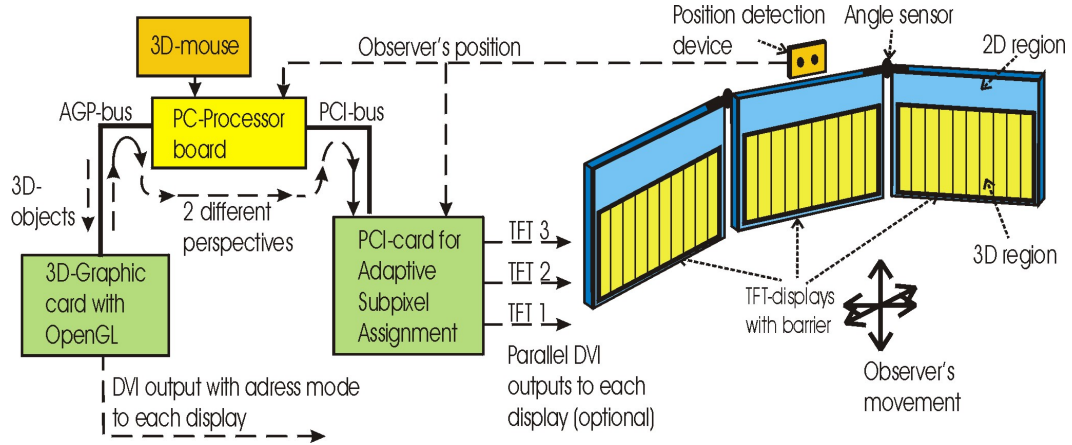 3D-mouse
Observer's position
Position detection
device
Angle sensor
2D region
AGP-bus
PC-Processor
board
PCI-bus
3D-
objects
2 different
perspectives
3D-Graphic
card with
OpenGL
PCI-card for
Adaptive
Subpixel
Assignment
TFT 3
TFT 2
TFT 1
3D region
TFT-displays
with barrier
Parallel DVI
outputs to each
display (optional)
Observer's
movement
DVI output with adress mode
to each display